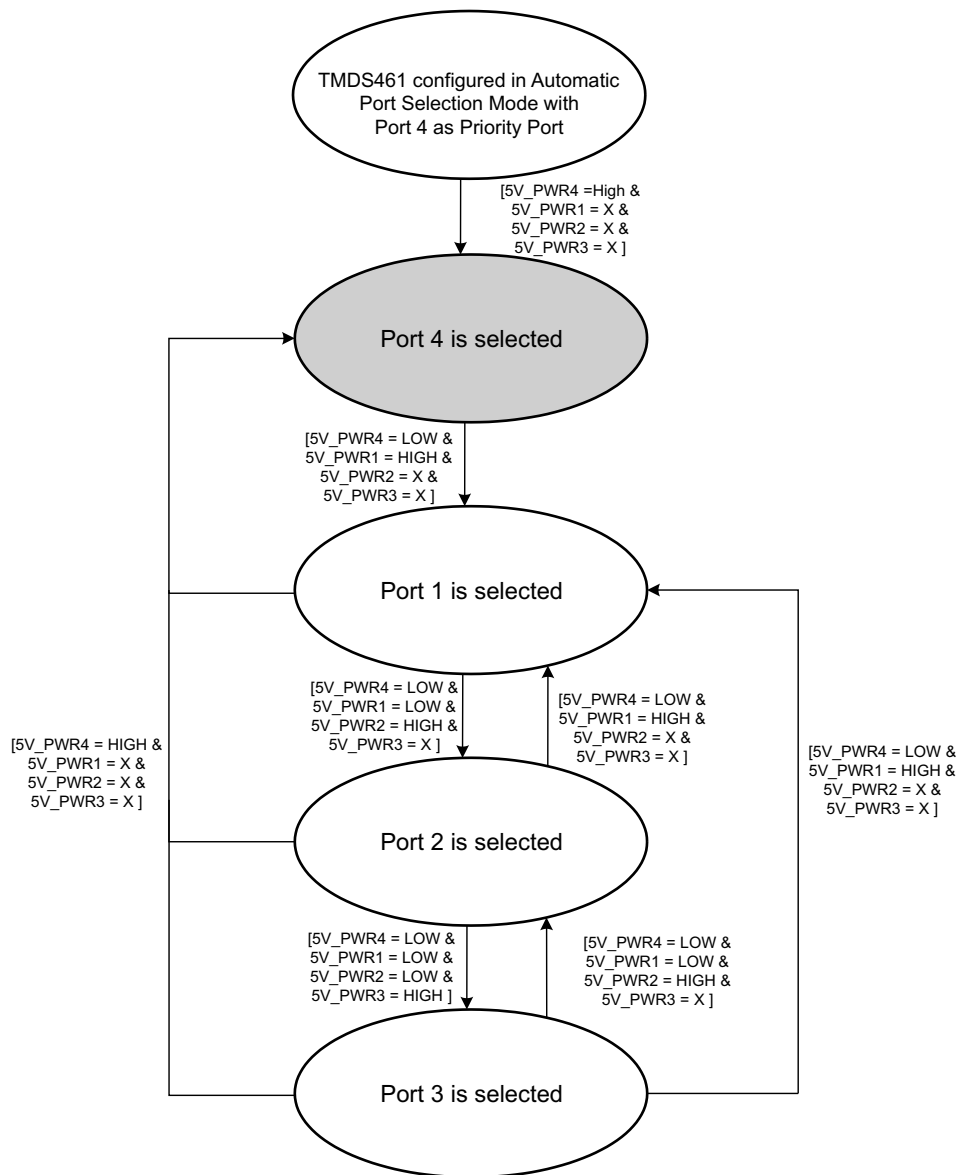 TMDS461 configured in Automatic
Port Selection Mode with
Port 4 as Priority Port
[5V_PWR4 =High &
5V_PWR1 = X &
5V_PWR2 = X &
5V_PWR3 = X ]
Port 4 is selected
[5V_PWR4 = LOW &
5V_PWR1 = HIGH &
5V_PWR2 = X &
5V_PWR3 = X ]
Port 1 is selected
[5V_PWR4 = LOW &
5V_PWR1 = LOW &
5V_PWR2 = HIGH &
5V_PWR3 = X ]
[5V_PWR4 = LOW &
5V_PWR1 = HIGH &
5V_PWR2 = X &
5V_PWR3 = X ]
[5V_PWR4 = HIGH &
5V_PWR1 = X &
5V_PWR2 = X &
5V_PWR3 = X ]
[5V_PWR4 = LOW &
5V_PWR1 = HIGH &
5V_PWR2 = X &
5V_PWR3 = X ]
Port 2 is selected
[5V_PWR4 = LOW &
5V_PWR1 = LOW &
5V_PWR2 = LOW &
5V_PWR3 = HIGH ]
[5V_PWR4 = LOW &
5V_PWR1 = LOW &
5V_PWR2 = HIGH &
5V_PWR3 = X ]
Port 3 is selected